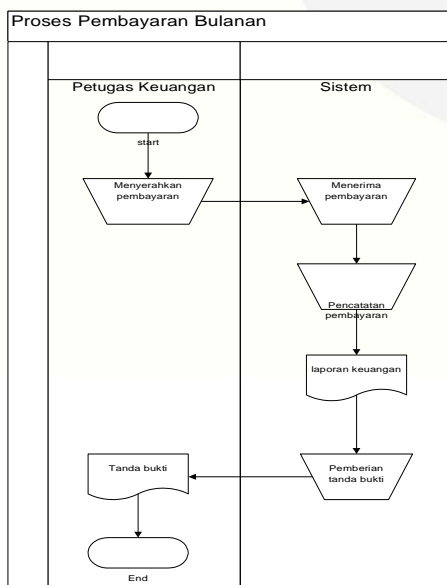 Proses Pembayaran Bulanan
Petugas Keuangan
Sistem
start
Menyerahkan
pembayaran
Menerima
pembayaran
Pencatatan
pembayaran
laporan keuangan
Pemberian
tanda bukti
Tanda bukti
End